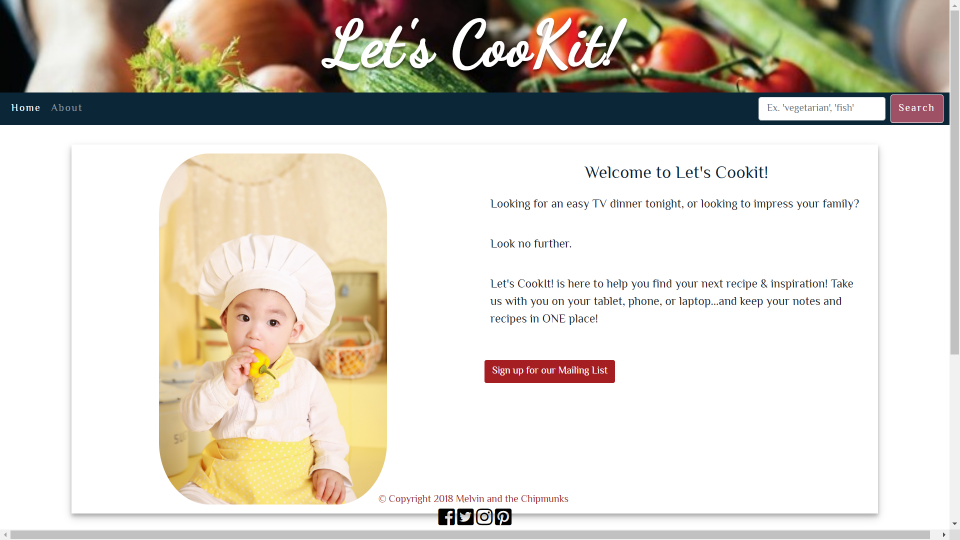 Let's CooKit!
Home About Ex. 'vegetarian', 'fish' Search
Welcome to Let's Cookit!
Looking for an easy TV dinner tonight, or looking to impress your family?
Look no further.
Let's Cookit! is here to help you find your next recipe & inspiration! Take
us with you on your tablet, phone, or laptop...and keep your notes and
recipes in ONE place!
Sign up for our Mailing List
© Copyright 2018 Melvin and the Chipmunks